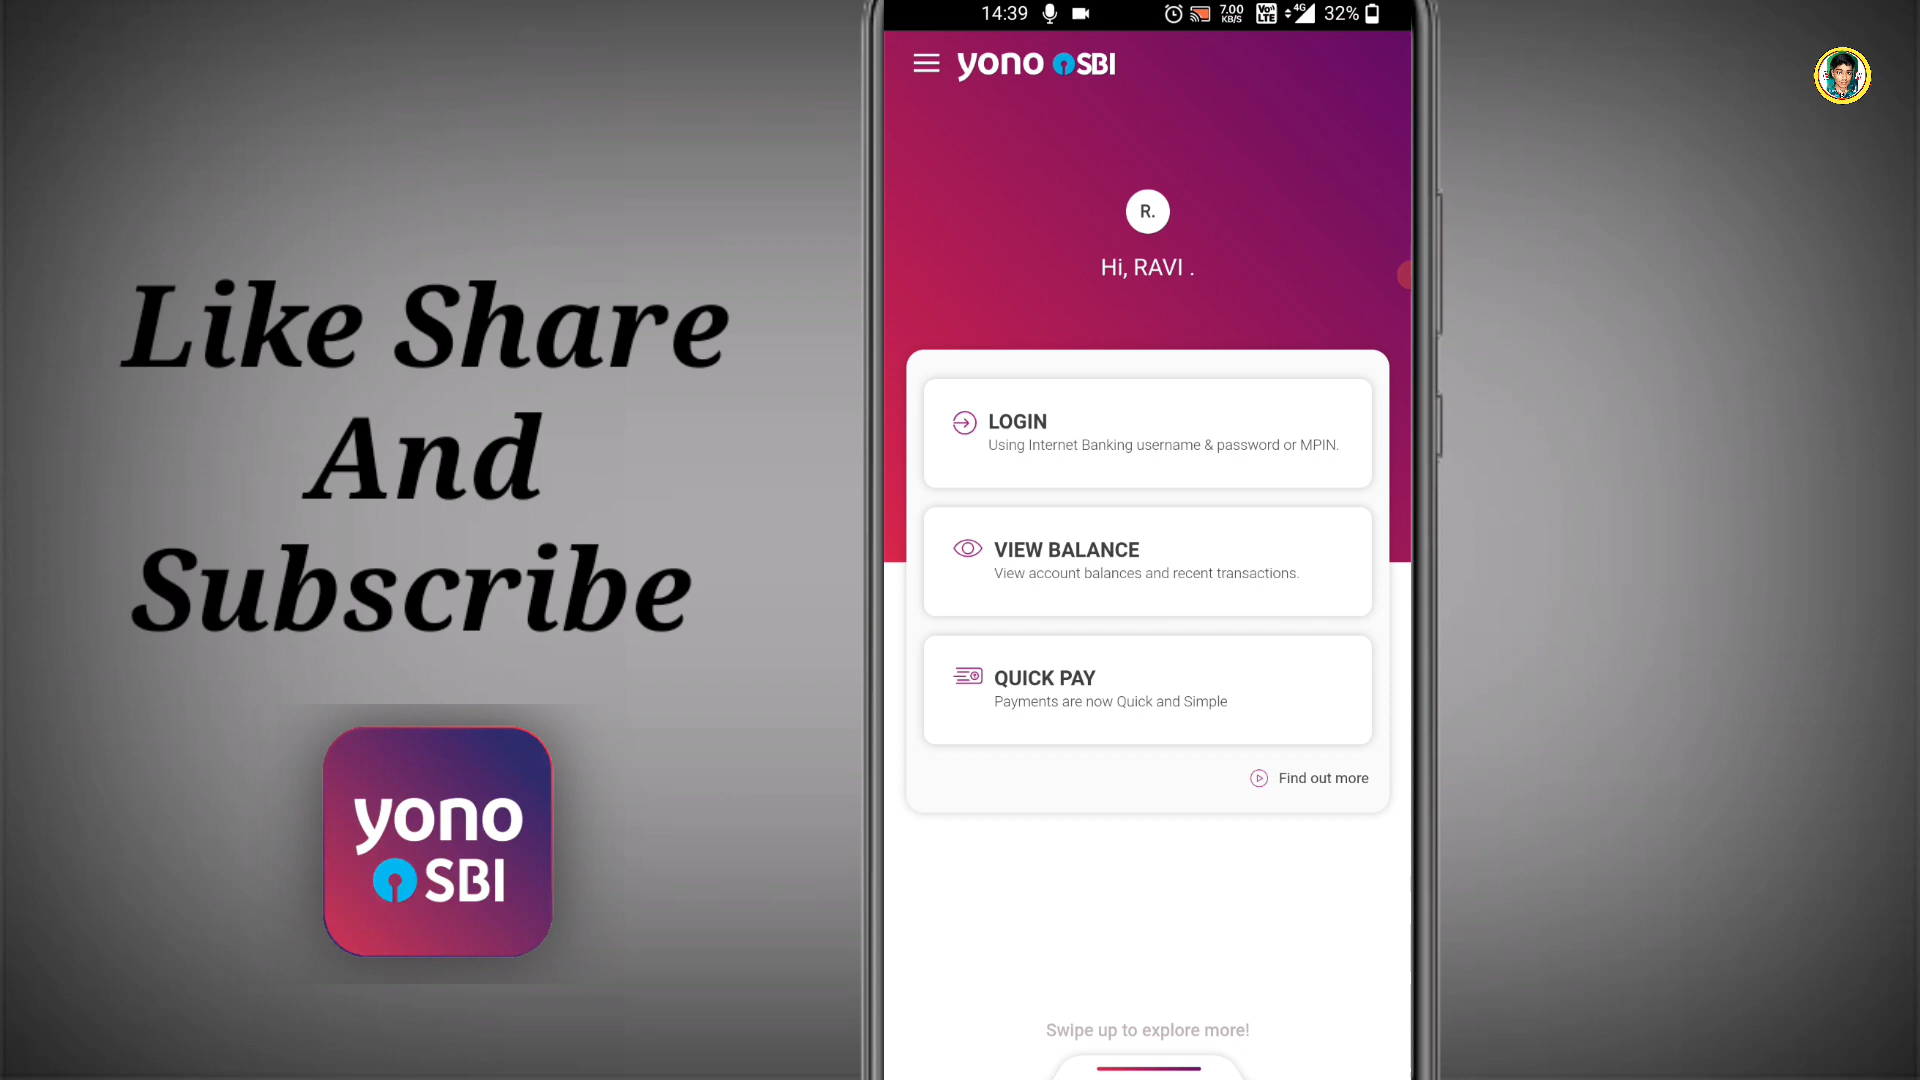 14:39
7.00
KB/S
Vo))
LTE
4G
32%
yono SBI
R.
Hi, RAVI .
LOGIN
Using Internet Banking username & password or MPIN.
VIEW BALANCE
View account balances and recent transactions.
QUICK PAY
Payments are now Quick and Simple
Find out more
Swipe up to explore more!
Like Share
And
Subscribe
yono
SBI